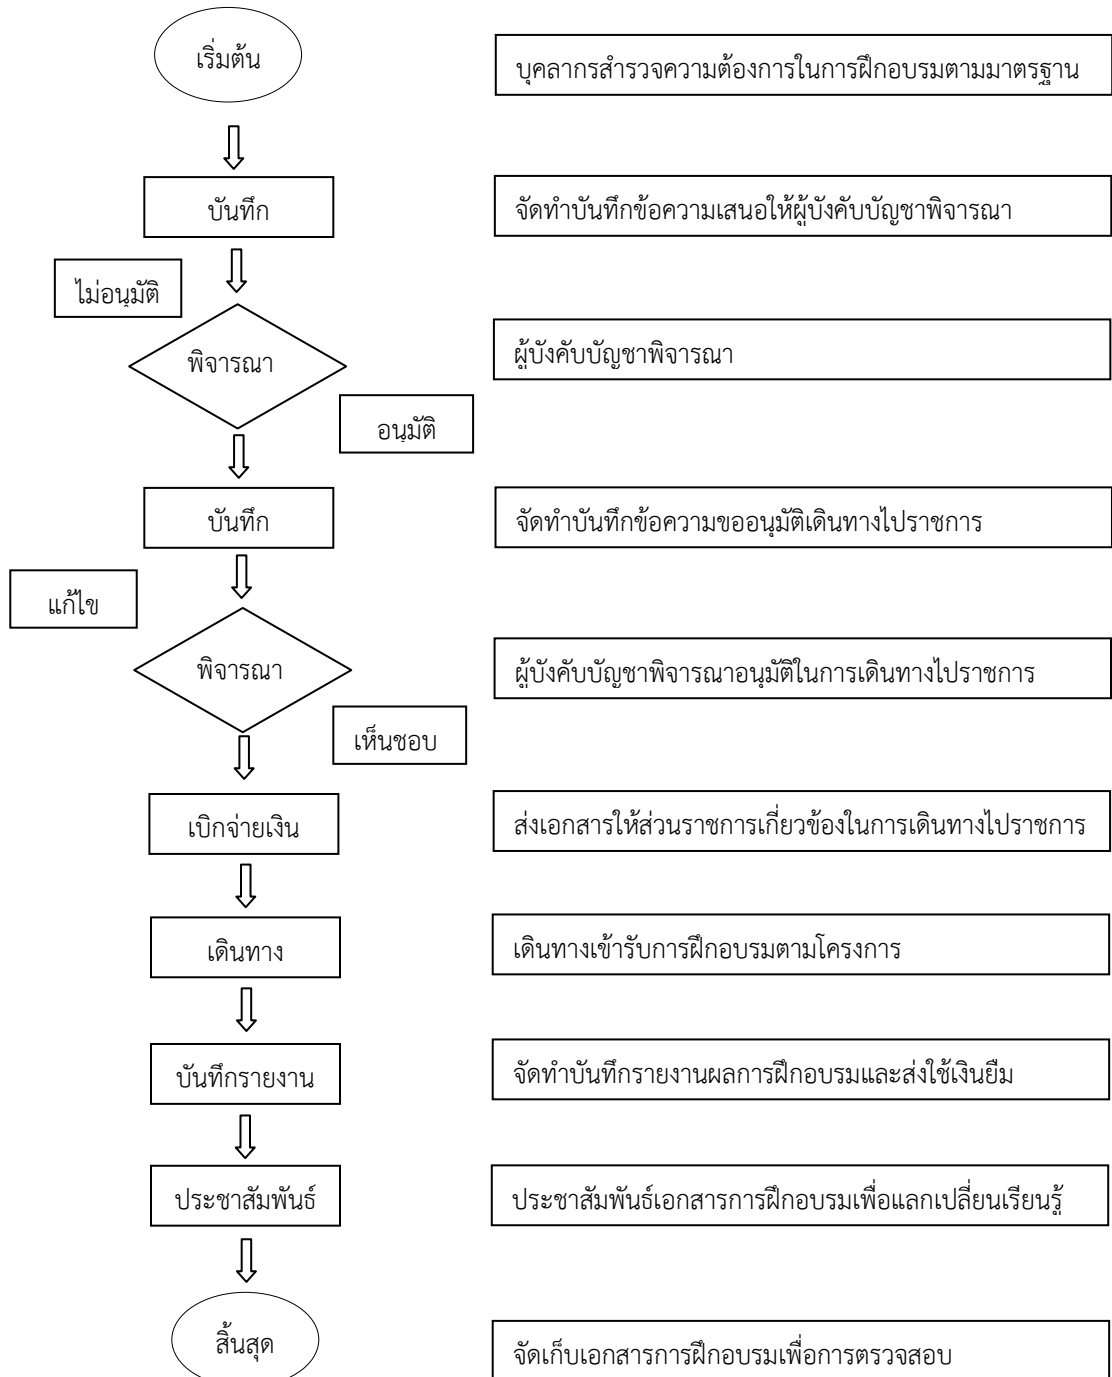 เริ่มต้น
บุคลากรสำรวจความต้องการในการฝึกอบรมตามมาตรฐาน
บันทึก
จัดทำบันทึกข้อความเสนอให้ผู้บังคับบัญชาพิจารณา
ไม่อนุมัติ
พิจารณา
ผู้บังคับบัญชาพิจารณา
อนุมัติ
บันทึก
จัดทำบันทึกข้อความขออนุมัติเดินทางไปราชการ
แก้ไข
พิจารณา
ผู้บังคับบัญชาพิจารณาอนุมัติในการเดินทางไปราชการ
เห็นชอบ
เบิกจ่ายเงิน
ส่งเอกสารให้ส่วนราชการเกี่ยวข้องในการเดินทางไปราชการ
เดินทาง
เดินทางเข้ารับการฝึกอบรมตามโครงการ
บันทึกรายงาน
จัดทำบันทึกรายงานผลการฝึกอบรมและส่งใช้เงินยืม
ประชาสัมพันธ์
ประชาสัมพันธ์เอกสารการฝึกอบรมเพื่อแลกเปลี่ยนเรียนรู้
สิ้นสุด
จัดเก็บเอกสารการฝึกอบรมเพื่อการตรวจสอบ